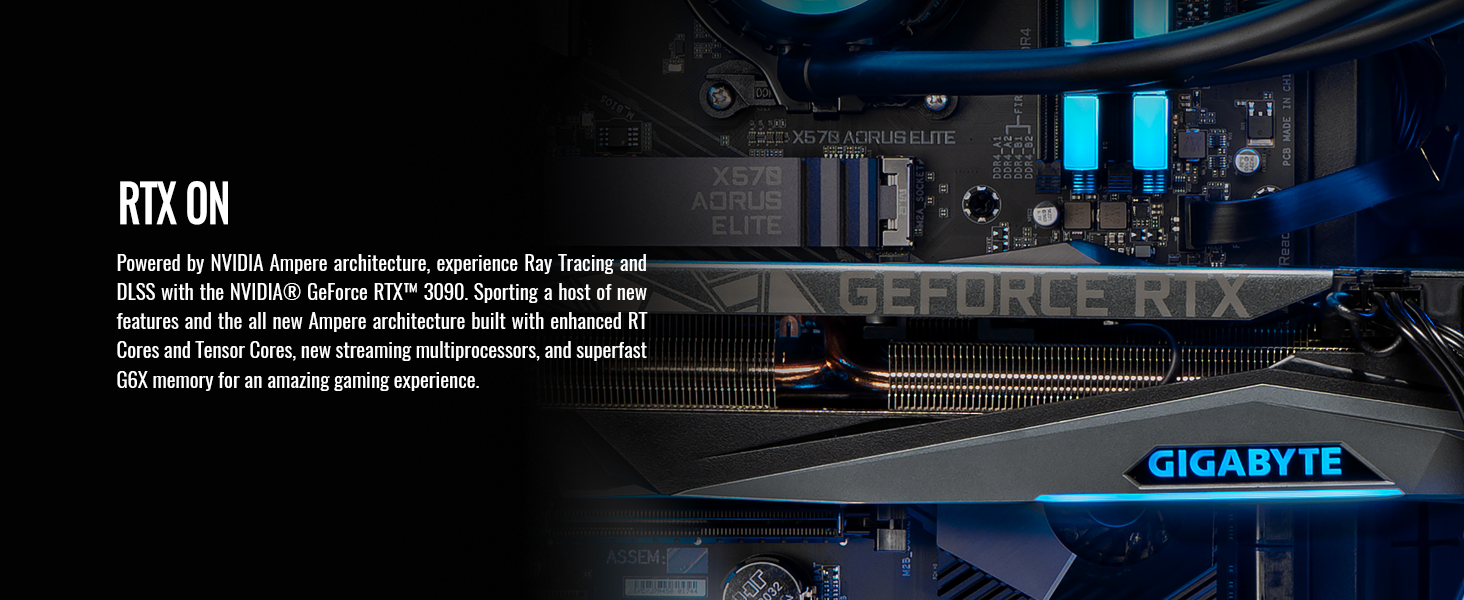 RTX ON
Powered by NVIDIA Ampere architecture, experience Ray Tracing and
DLSS with the NVIDIA® GeForce RTX™ 3090. Sporting a host of new
features and the all new Ampere architecture built with enhanced RT
Cores and Tensor Cores, new streaming multiprocessors, and superfast
G6X memory for an amazing gaming experience.
X570 AORUS ELITE
DDR4_A1
DDR4_A2
DDR4_B1
DDR4_B2
PCB MADE IN CHI
X570
AORUS
ELITE
GEFORCE RTX
GIGABYTE
ASSEM: